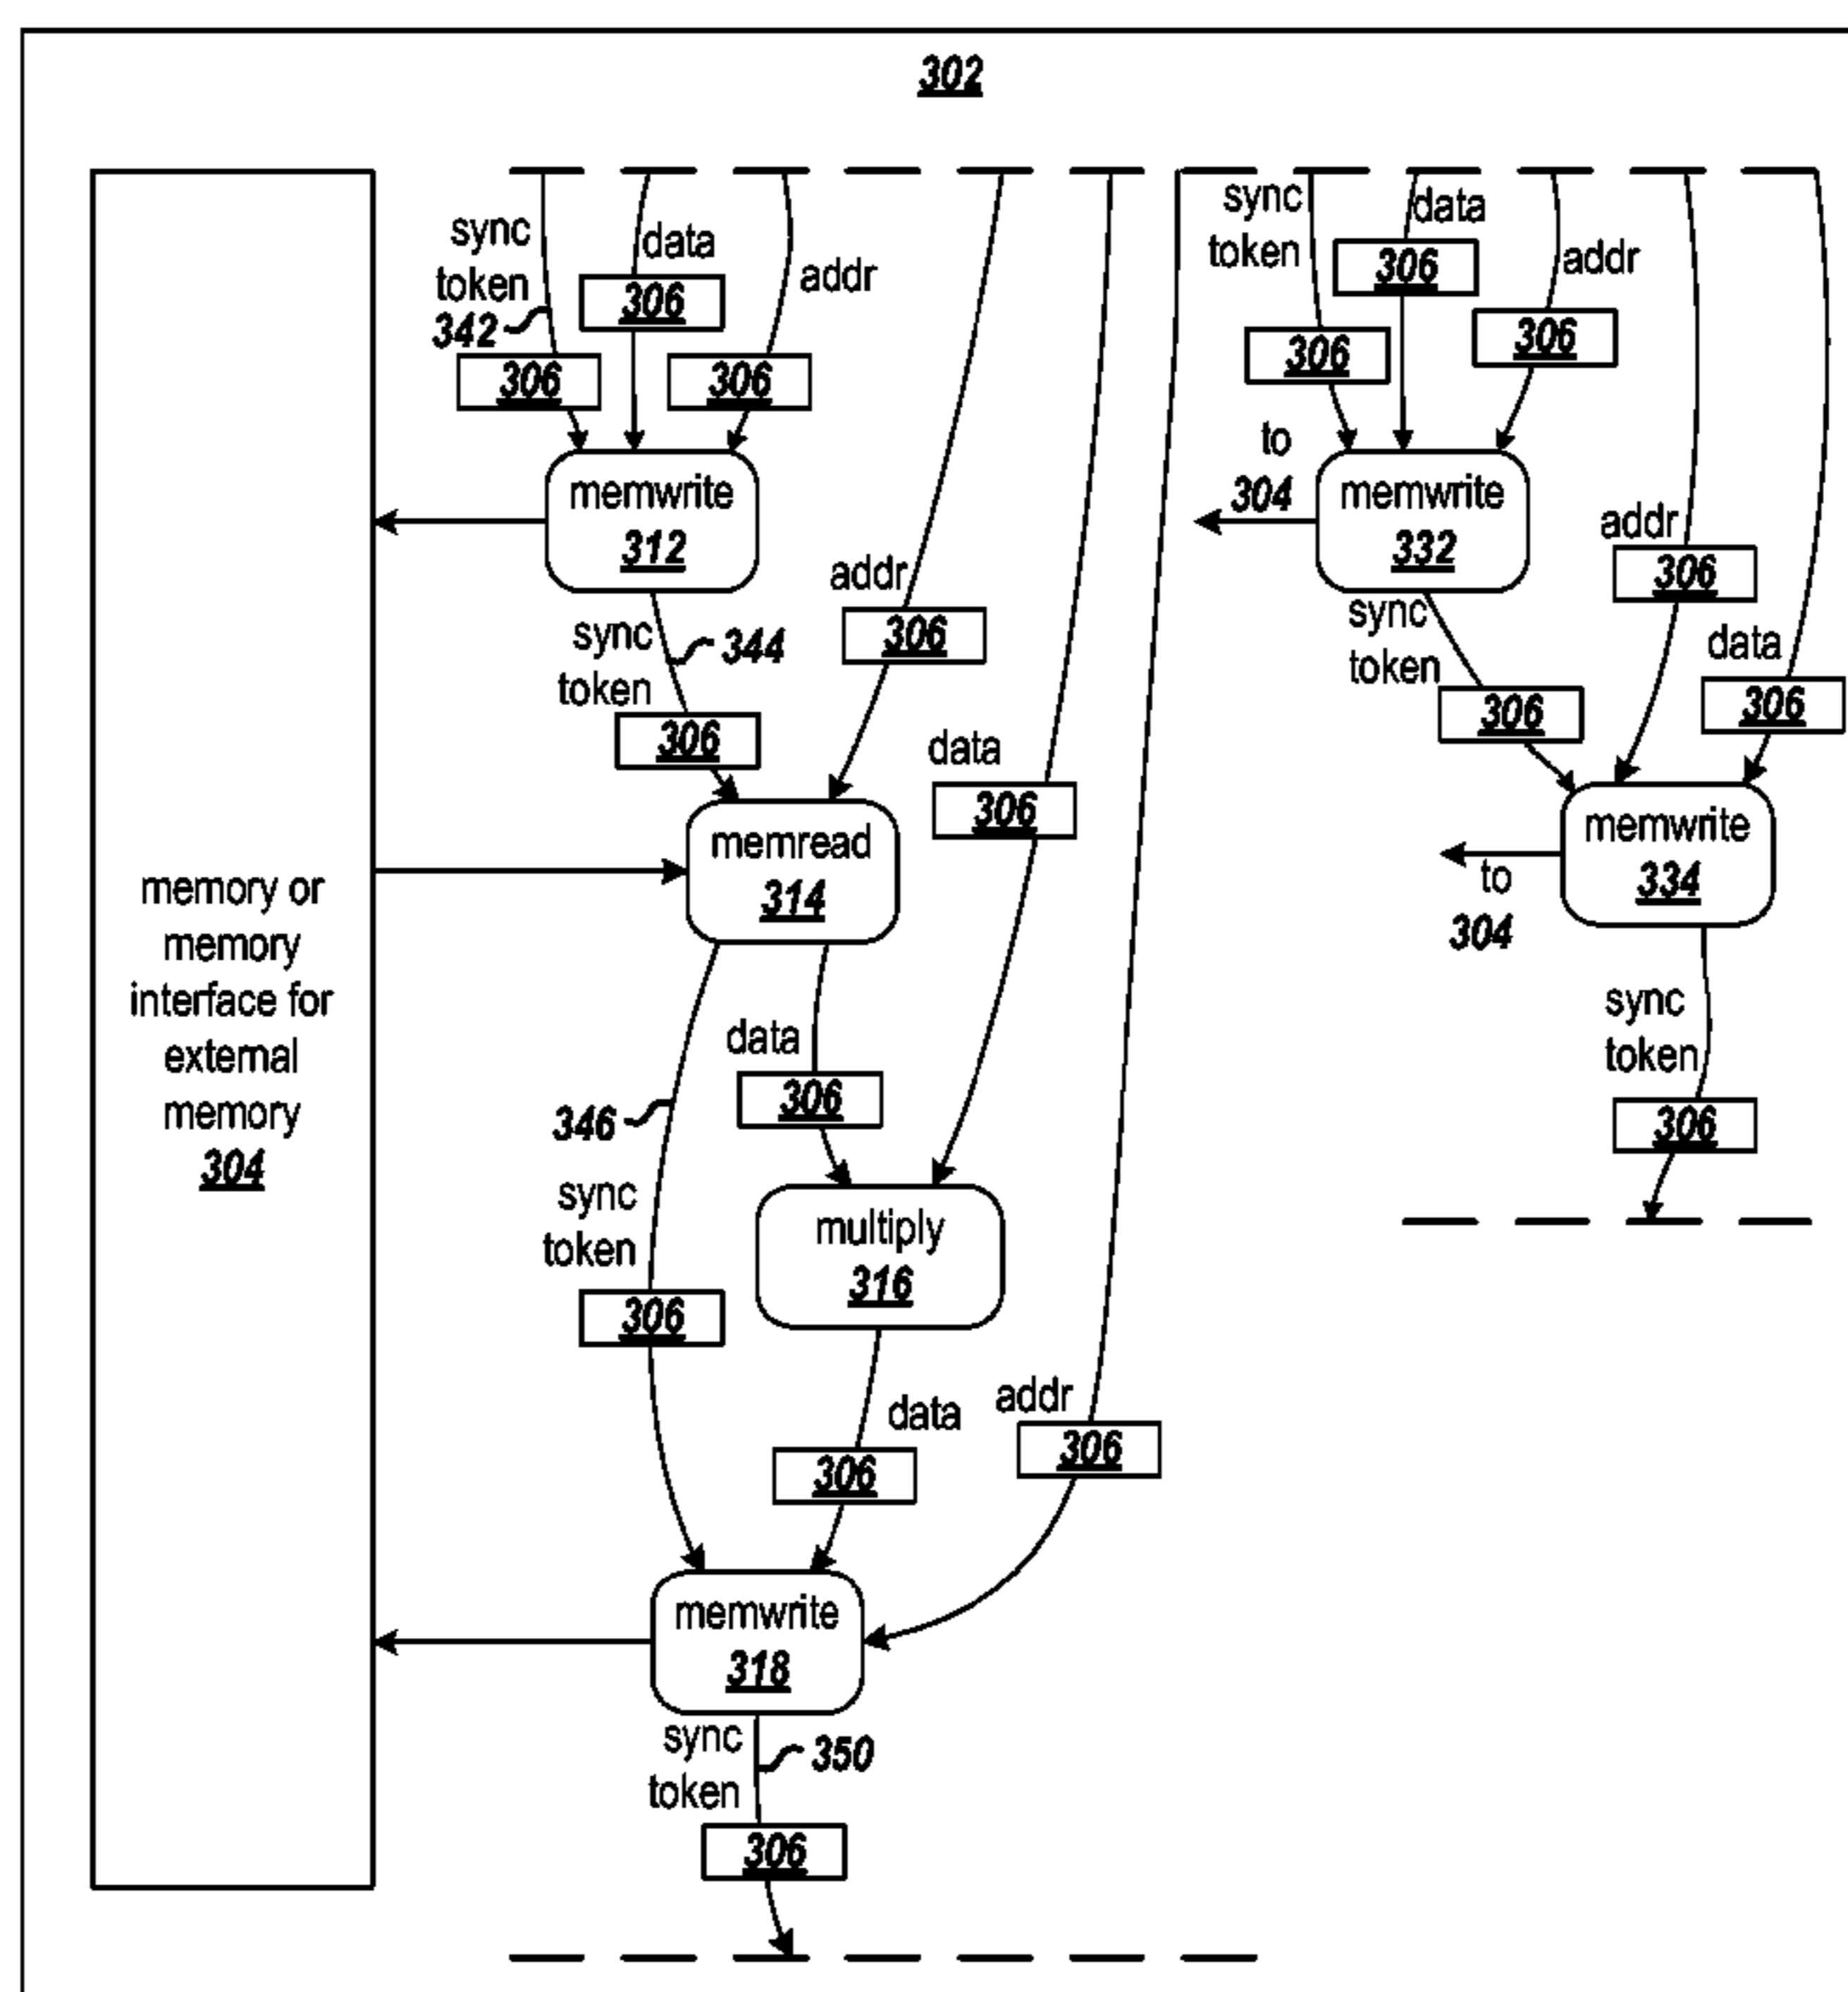 302
sync
token
342
306
data
306
addr
306
memwrite
312
sync
token
344
306
addr
306
memread
314
data
306
data
306
346
sync
token
306
multiply
316
data
306
addr
306
memwrite
318
sync
token
350
306
memory or
memory
interface for
external
memory
304
sync
token
306
data
306
addr
306
to
304
memwrite
332
sync
token
306
addr
306
data
306
memwrite
334
to
304
sync
token
306